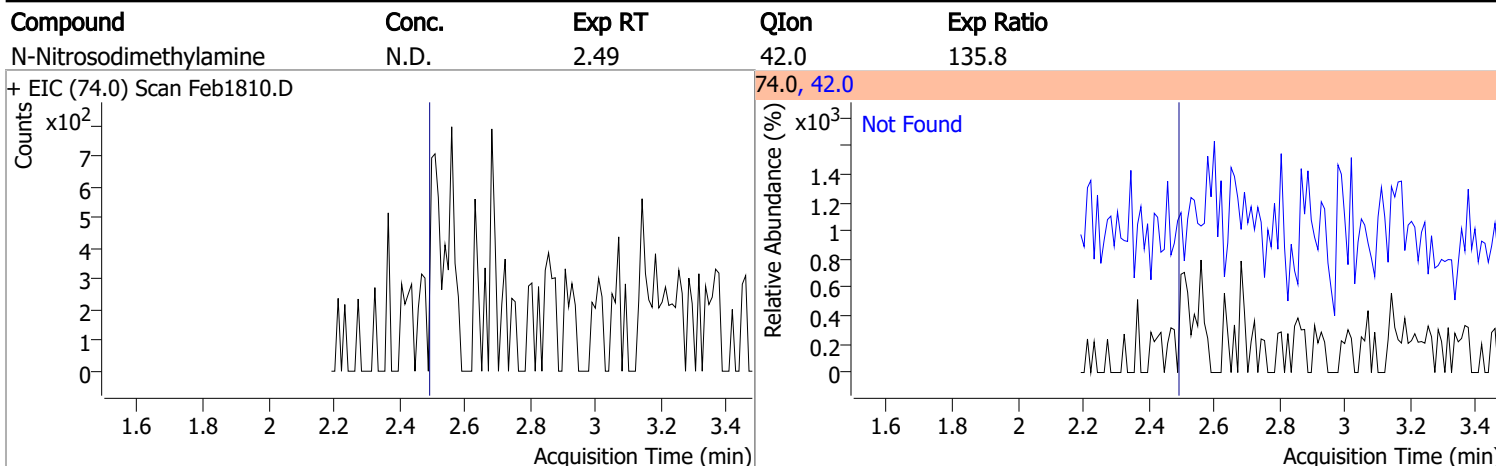 Compound Conc. Exp RT QIon Exp Ratio
N-Nitrosodimethylamine N.D. 2.49 42.0 135.8
+ EIC (74.0) Scan Feb1810.D
Counts
x10²
7
6
5
4
3
2
1
0
1.6 1.8 2 2.2 2.4 2.6 2.8 3 3.2 3.4
Acquisition Time (min)
74.0, 42.0
Relative Abundance (%)
x10³
Not Found
1.4
1.2
1
0.8
0.6
0.4
0.2
0
1.6 1.8 2 2.2 2.4 2.6 2.8 3 3.2 3.4
Acquisition Time (min)